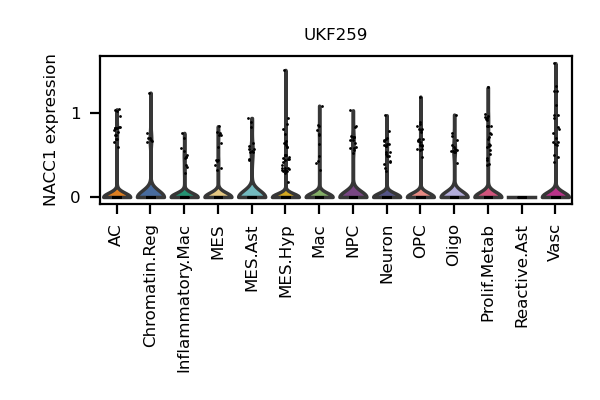 UKF259
NACC1 expression
1
0
AC
Chromatin.Reg
Inflammatory.Mac
MES
MES.Ast
MES.Hyp
Mac
NPC
Neuron
OPC
Oligo
Prolif.Metab
Reactive.Ast
Vasc